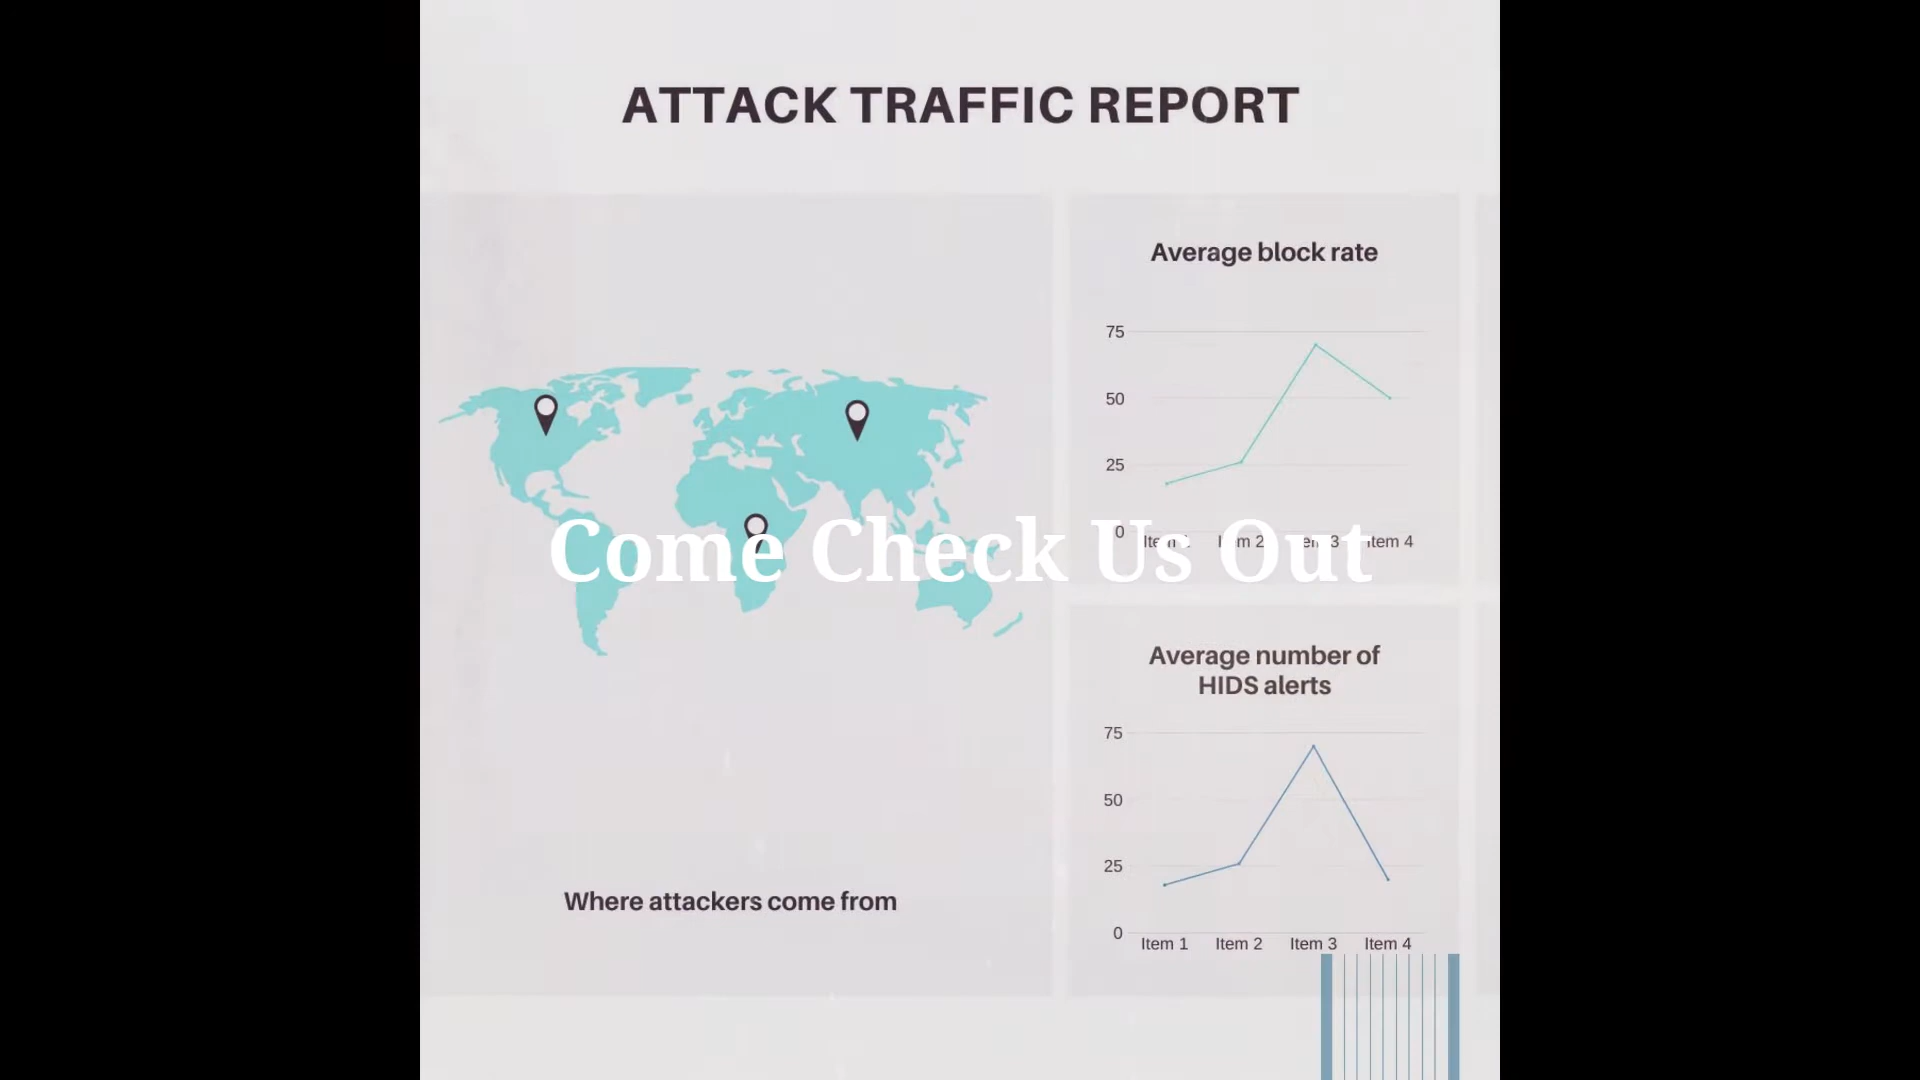 ATTACK TRAFFIC REPORT
Average block rate
75
50
25
0
Item 4
Come Check Us Out
Average number of
HIDS alerts
75
50
25
0
Item 1 Item 2 Item 3 Item 4
Where attackers come from